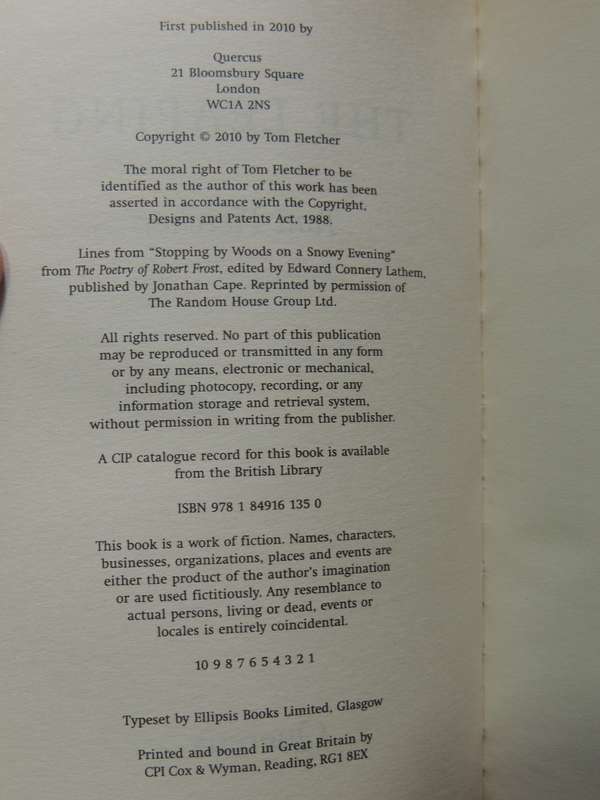 First published in 2010 by
Quercus
21 Bloomsbury Square
London
WC1A 2NS
Copyright © 2010 by Tom Fletcher
The moral right of Tom Fletcher to be
identified as the author of this work has been
asserted in accordance with the Copyright,
Designs and Patents Act, 1988.
Lines from "Stopping by Woods on a Snowy Evening"
from The Poetry of Robert Frost, edited by Edward Connery Lathem,
published by Jonathan Cape. Reprinted by permission of
The Random House Group Ltd.
All rights reserved. No part of this publication
may be reproduced or transmitted in any form
or by any means, electronic or mechanical,
including photocopy, recording, or any
information storage and retrieval system,
without permission in writing from the publisher.
A CIP catalogue record for this book is available
from the British Library
ISBN 978 1 84916 135 0
This book is a work of fiction. Names, characters,
businesses, organizations, places and events are
either the product of the author's imagination
or are used fictitiously. Any resemblance to
actual persons, living or dead, events or
locales is entirely coincidental.
10 9 8 7 6 5 4 3 2 1
Typeset by Ellipsis Books Limited, Glasgow
Printed and bound in Great Britain by
CPI Cox & Wyman, Reading, RG1 8EX